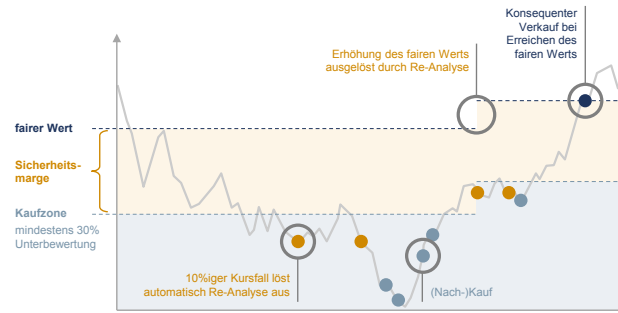 Konsequenter
Verkauf bei
Erreichen des
fairen Werts
Erhöhung des fairen Werts
ausgelöst durch Re-Analyse
fairer Wert
Sicherheits-
marge
Kaufzone
mindestens 30%
Unterbewertung
10%iger Kursfall löst
automatisch Re-Analyse aus
(Nach-)Kauf